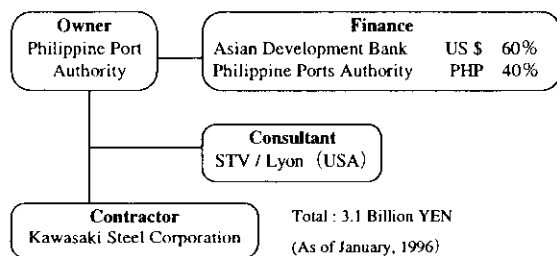 Owner
Philippine Port
Authority
Finance
Asian Development Bank US $ 60%
Philippine Ports Authority PHP 40%
Consultant
STV / Lyon (USA)
Contractor
Kawasaki Steel Corporation
Total : 3.1 Billion YEN
(As of January, 1996)